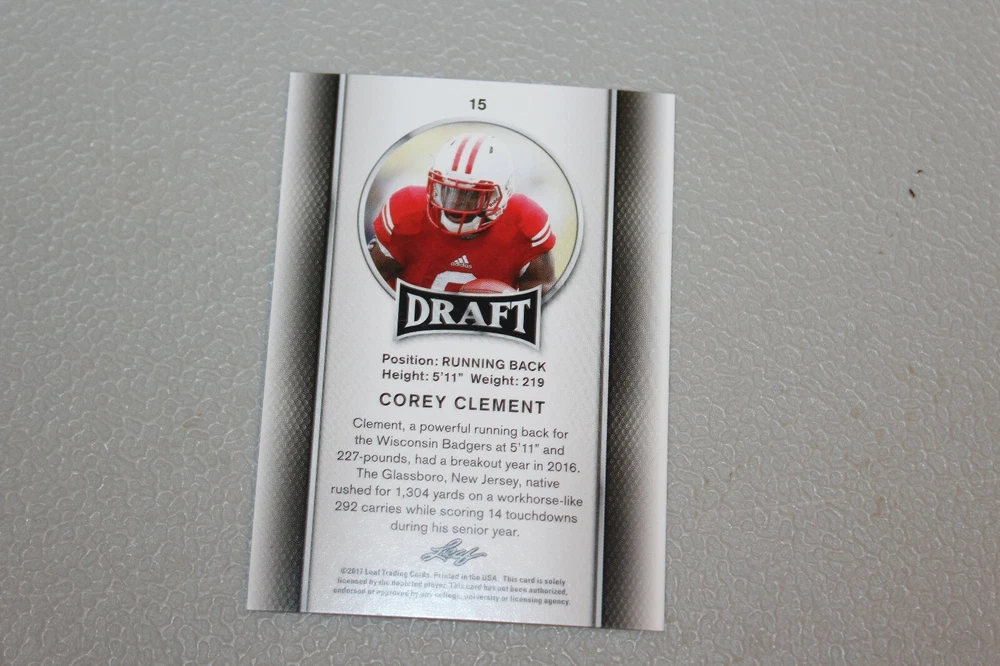 15
adidas
DRAFT
Position: RUNNING BACK
Height: 5'11" Weight: 219
COREY CLEMENT
Clement, a powerful running back for
the Wisconsin Badgers at 5'11" and
227-pounds, had a breakout year in 2016.
The Glassboro, New Jersey, native
rushed for 1,304 yards on a workhorse-like
292 carries while scoring 14 touchdowns
during his senior year.
Leaf
©2017 Leaf Trading Cards. Printed in the USA. This card is solely
licensed by the depicted player. This card has not been authorized,
endorsed or approved by any college, university or licensing agency.